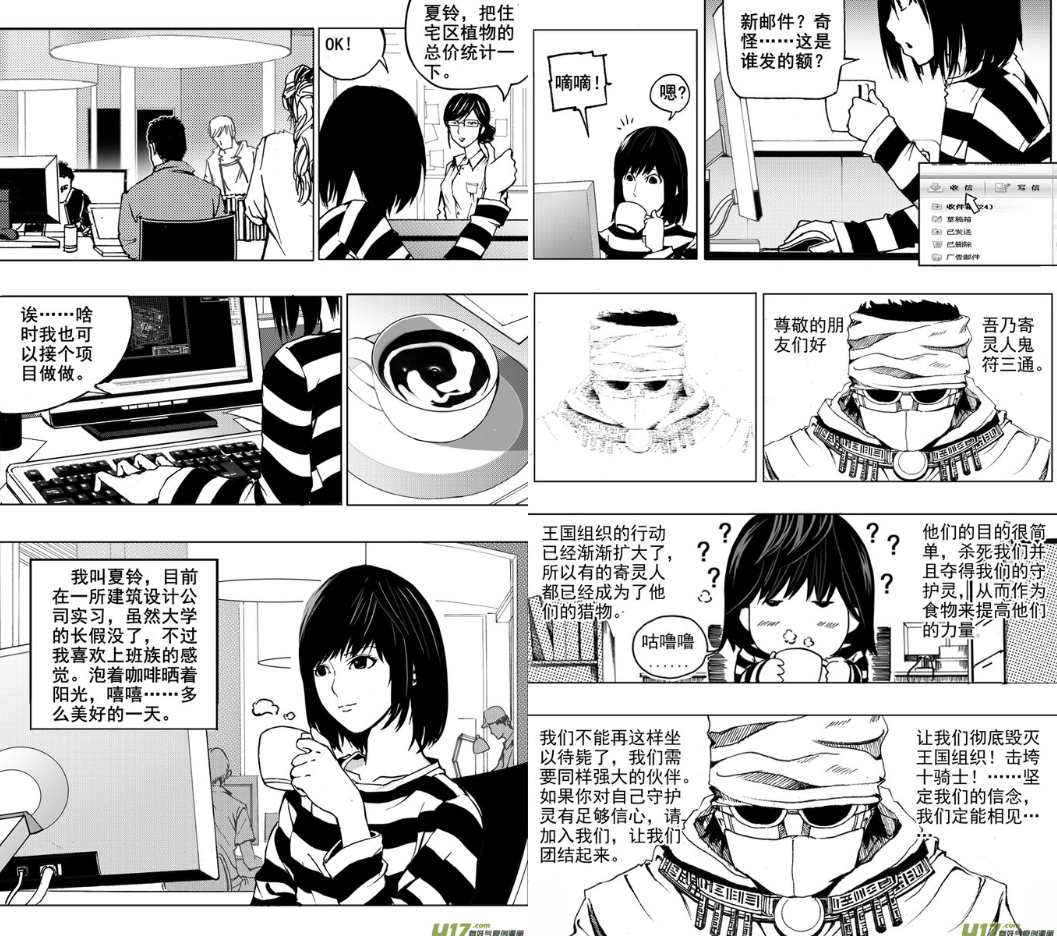 OK!
夏铃，把住
宅区植物的
总价统计一
下。
诶……啥
时我也可
以接个项
目做做。
我叫夏铃，目前
在一所建筑设计公
司实习，虽然大学
的长假没了，不过
我喜欢上班族的感
觉。泡着咖啡晒着
阳光，嘻嘻……多
么美好的一天。
嘀嘀！
嗯？
新邮件？奇
怪……这是
谁发的额？
收信
写信
草稿箱
已发送
已删除
广告邮件
尊敬的朋
友们好
吾乃寄
灵人鬼
符三通。
王国组织的行动
已经渐渐扩大了，
所以有的寄灵人
都已经成为了他
们的猎物。
咕噜噜
……
？
？
？
？
？
？
他们的目的很简
单，杀死我们并
且夺得我们的守
护灵，从而作为
食物来提高他们
的力量
我们不能再这样坐
以待毙了，我们需
要同样强大的伙伴。
如果你对自己守护
灵有足够信心，请
加入我们，让我们
团结起来。
让我们彻底毁灭
王国组织！击垮
十骑士！……坚
定我们的信念，
我们定能相见…
…
U17.com
有妖气原创漫画